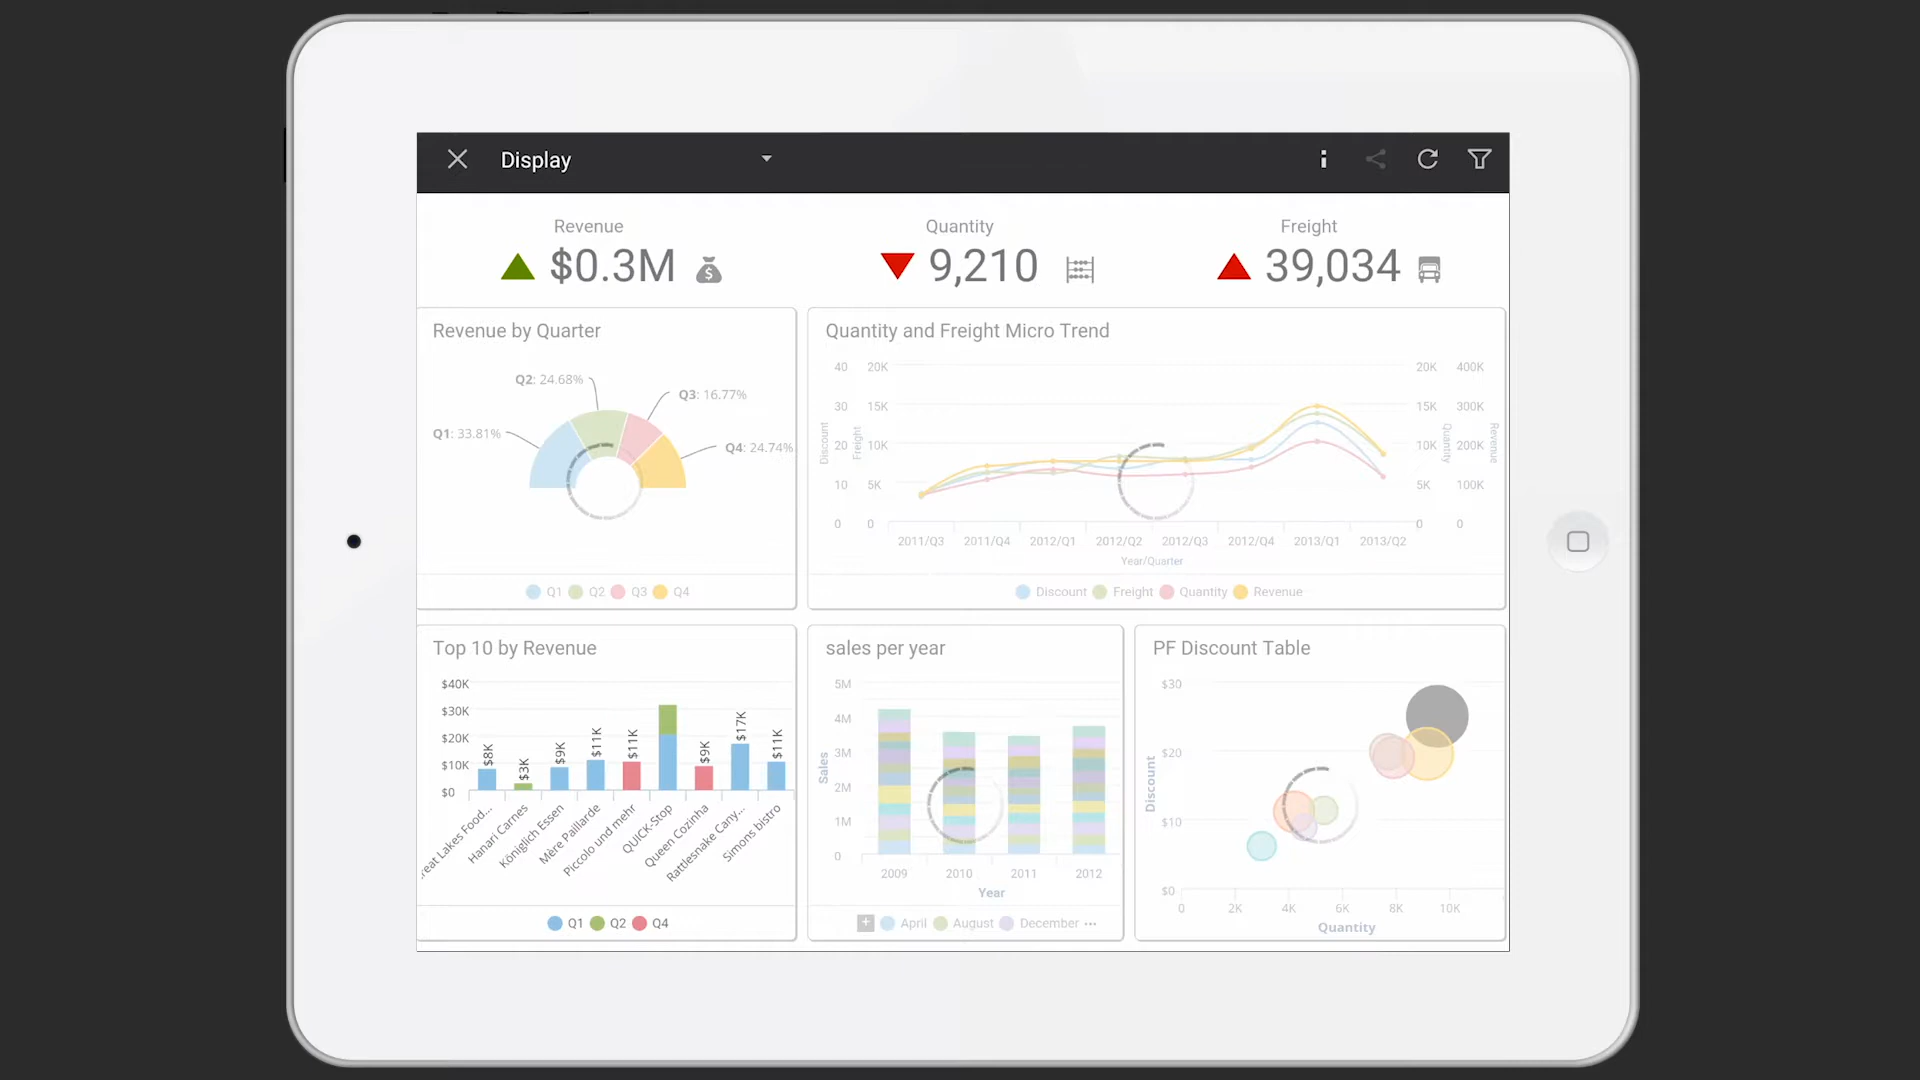 Display
Revenue
$0.3M
Quantity
9,210
Freight
39,034
Revenue by Quarter
Q2: 24.68%
Q3: 16.77%
Q1: 33.81%
Q4: 24.74%
Q1 Q2 Q3 Q4
Quantity and Freight Micro Trend
40 20K 20K 400K
30 15K 15K 300K
20 10K 10K 200K
10 5K 5K 100K
0 0 0 0
Discount
Freight
Quantity
Revenue
2011/Q3 2011/Q4 2012/Q1 2012/Q2 2012/Q3 2012/Q4 2013/Q1 2013/Q2
Year/Quarter
Discount Freight Quantity Revenue
Top 10 by Revenue
$40K
$30K
$20K
$10K
$0
$8K $3K $9K $11K $11K $9K $17K $11K
Lakes Food...
Hanari Carnes
Königlich Essen
Mère Paillarde
Piccolo und mehr
QUICK-Stop
Queen Cozinha
Rattlesnake Cany...
Simons bistro
Q1 Q2 Q4
sales per year
5M
4M
3M
2M
1M
0
Sales
2009 2010 2011 2012
Year
+ April August December ...
PF Discount Table
$30
$20
$10
$0
Discount
0 2K 4K 6K 8K 10K
Quantity